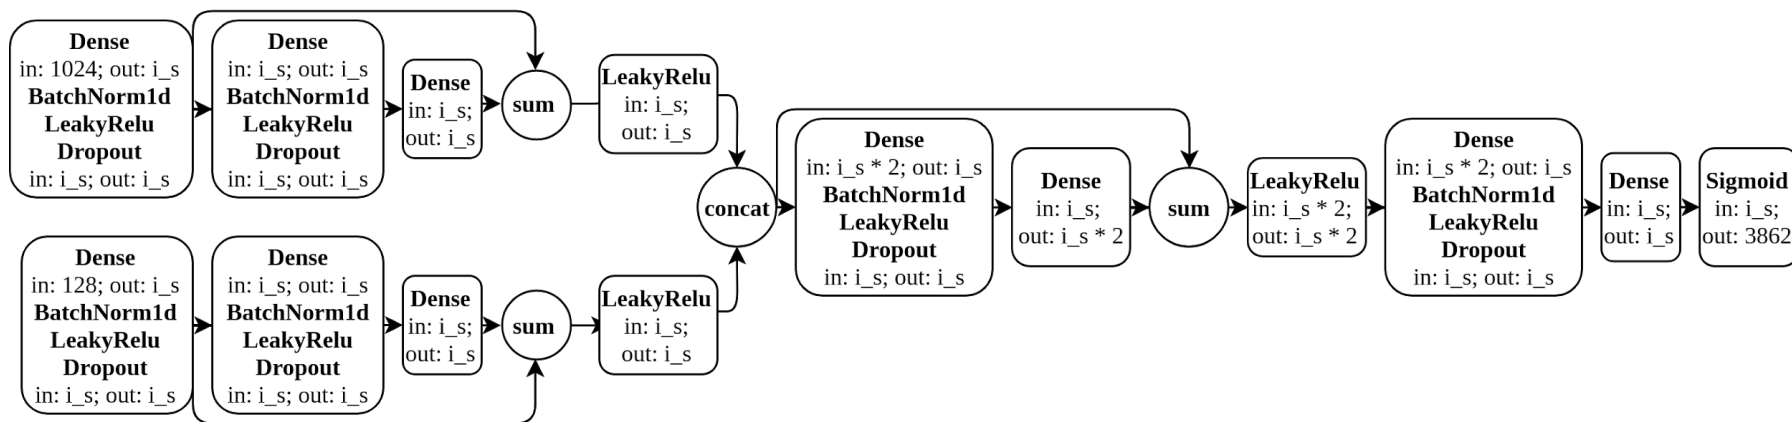 Dense
in: 1024; out: i_s
BatchNorm1d
LeakyRelu
Dropout
in: i_s; out: i_s
Dense
in: i_s; out: i_s
BatchNorm1d
LeakyRelu
Dropout
in: i_s; out: i_s
Dense
in: i_s;
out: i_s
sum
LeakyRelu
in: i_s;
out: i_s
Dense
in: 128; out: i_s
BatchNorm1d
LeakyRelu
Dropout
in: i_s; out: i_s
Dense
in: i_s; out: i_s
BatchNorm1d
LeakyRelu
Dropout
in: i_s; out: i_s
Dense
in: i_s;
out: i_s
sum
LeakyRelu
in: i_s;
out: i_s
concat
Dense
in: i_s * 2; out: i_s
BatchNorm1d
LeakyRelu
Dropout
in: i_s; out: i_s
Dense
in: i_s;
out: i_s * 2
sum
LeakyRelu
in: i_s * 2;
out: i_s * 2
Dense
in: i_s * 2; out: i_s
BatchNorm1d
LeakyRelu
Dropout
in: i_s; out: i_s
Dense
in: i_s;
out: i_s
Sigmoid
in: i_s;
out: 3862